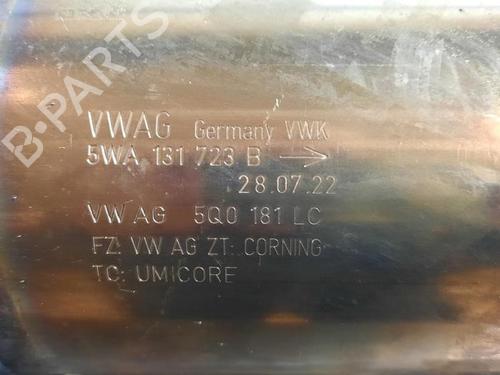 B-PARTS
VWAG Germany VWK
5WA 131 723 B →
28.07.22
VW AG 5Q0 181 LC
FZ: VW AG ZT: CORNING
TC: UMICORE